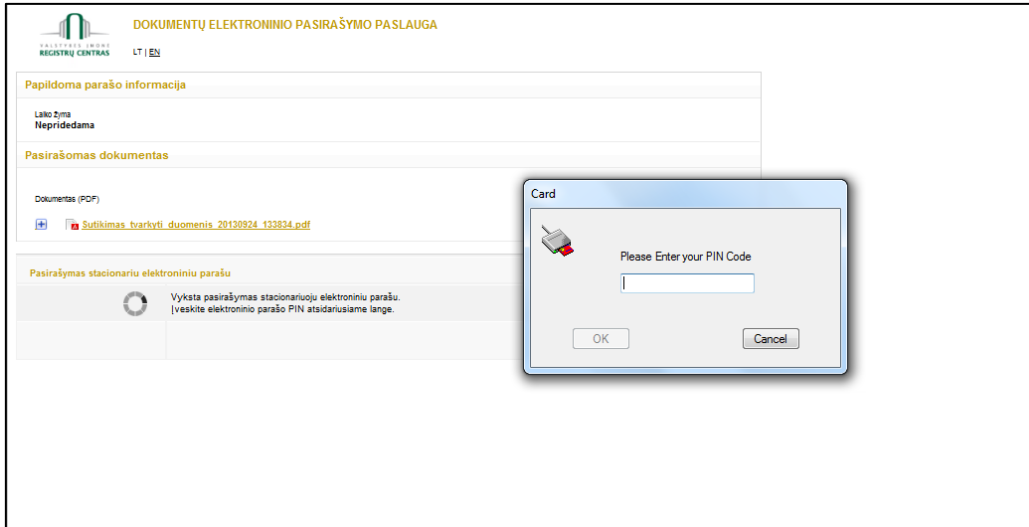 DOKUMENTŲ ELEKTRONINIO PASIRAŠYMO PASLAUGA
VALSTYBĖS ĮMONĖ
REGISTRŲ CENTRAS
LT | EN
Papildoma parašo informacija
Laiko žyma
Nepridedama
Pasirašomas dokumentas
Dokumentas (PDF)
Sutikimas_tvarkyti_duomenis_20130924_133834.pdf
Pasirašymas stacionariu elektroniniu parašu
Vyksta pasirašymas stacionariuoju elektroniniu parašu.
Įveskite elektroninio parašo PIN atsidariusiame lange.
Card
Please Enter your PIN Code
OK
Cancel